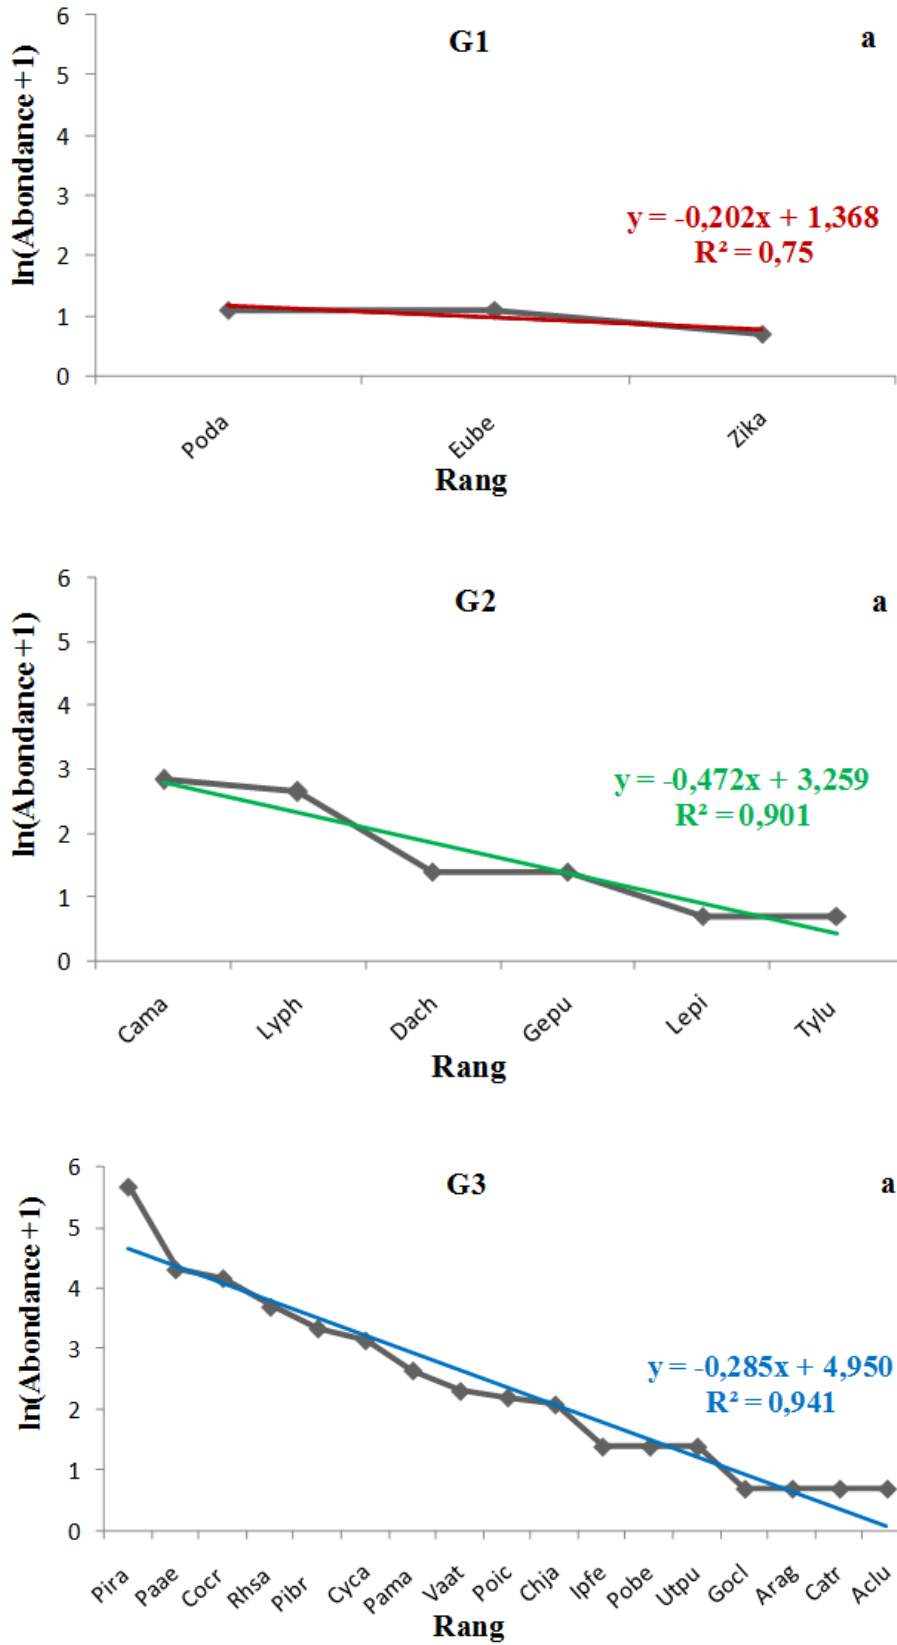 G1
a
ln(Abondance+1)
6
5
4
3
2
1
0
y = -0,202x + 1,368
R² = 0,75
Poda Eube Zika
Rang
G2
a
ln(Abondance+1)
6
5
4
3
2
1
0
y = -0,472x + 3,259
R² = 0,901
Cama Lyph Dach Gepu Lepi Tylu
Rang
G3
a
ln(Abondance+1)
6
5
4
3
2
1
0
y = -0,285x + 4,950
R² = 0,941
Pira Paae Cocr Rhsa Pibr Cyca Pama Vaat Poic Chja Ipfe Pobe Utpu Gocl Arag Catr Aclu
Rang